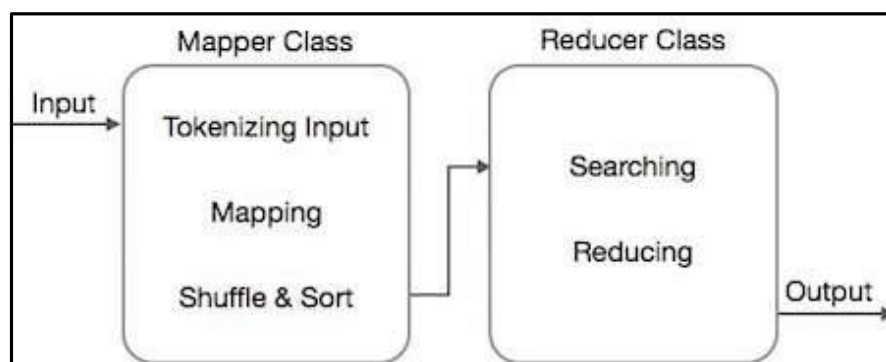 Mapper Class
Reducer Class
Input
Tokenizing Input
Mapping
Shuffle & Sort
Searching
Reducing
Output